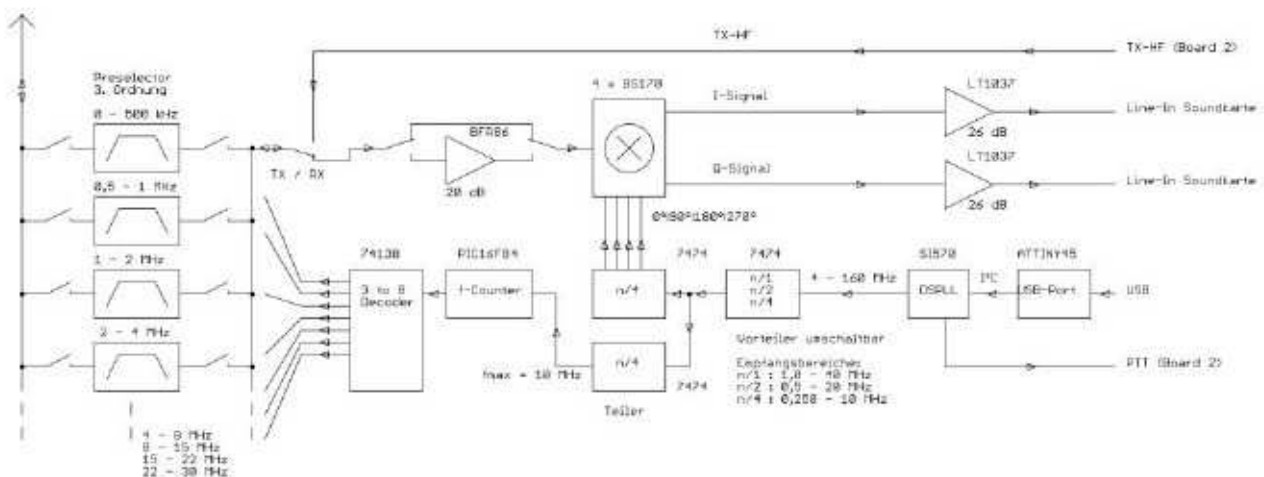 TX-HF
TX-HF (Board 2)
Preselector
3. Ordnung
0 - 500 kHz
4 * BS170
I-Signal
LT1037
Line-In Soundkarte
26 dB
BFR86
TX / RX
20 dB
0,5 - 1 MHz
Q-Signal
LT1037
Line-In Soundkarte
26 dB
0°90°180°270°
1 - 2 MHz
74138
PIC16F84
7474
7474
SI570
ATTINY45
3 to 8
Decoder
f-Counter
n/4
n/1
n/2
n/4
4 - 160 MHz
DSPLL
I²C
USB-Port
USB
2 - 4 MHz
fmax = 10 MHz
n/4
7474
Teiler
Vorteiler umschaltbar
Empfangsbereiche:
n/1 : 1,0 - 40 MHz
n/2 : 0,5 - 20 MHz
n/4 : 0,250 - 10 MHz
PTT (Board 2)
4 - 8 MHz
8 - 15 MHz
15 - 22 MHz
22 - 30 MHz